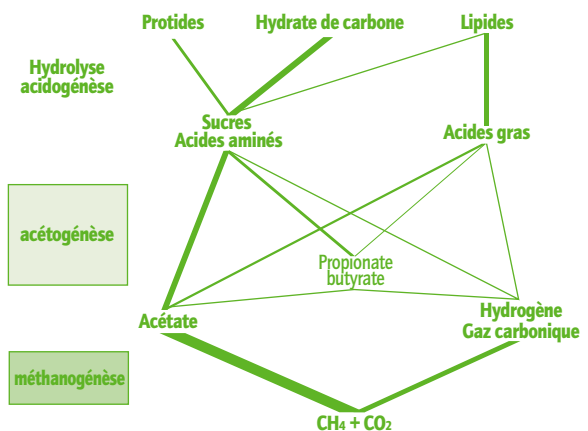 Protides
Hydrate de carbone
Lipides
Hydrolyse
acidogénèse
Sucres
Acides aminés
Acides gras
acétogénèse
Propionate
butyrate
Acétate
Hydrogène
Gaz carbonique
méthanogénèse
CH₄ + CO₂